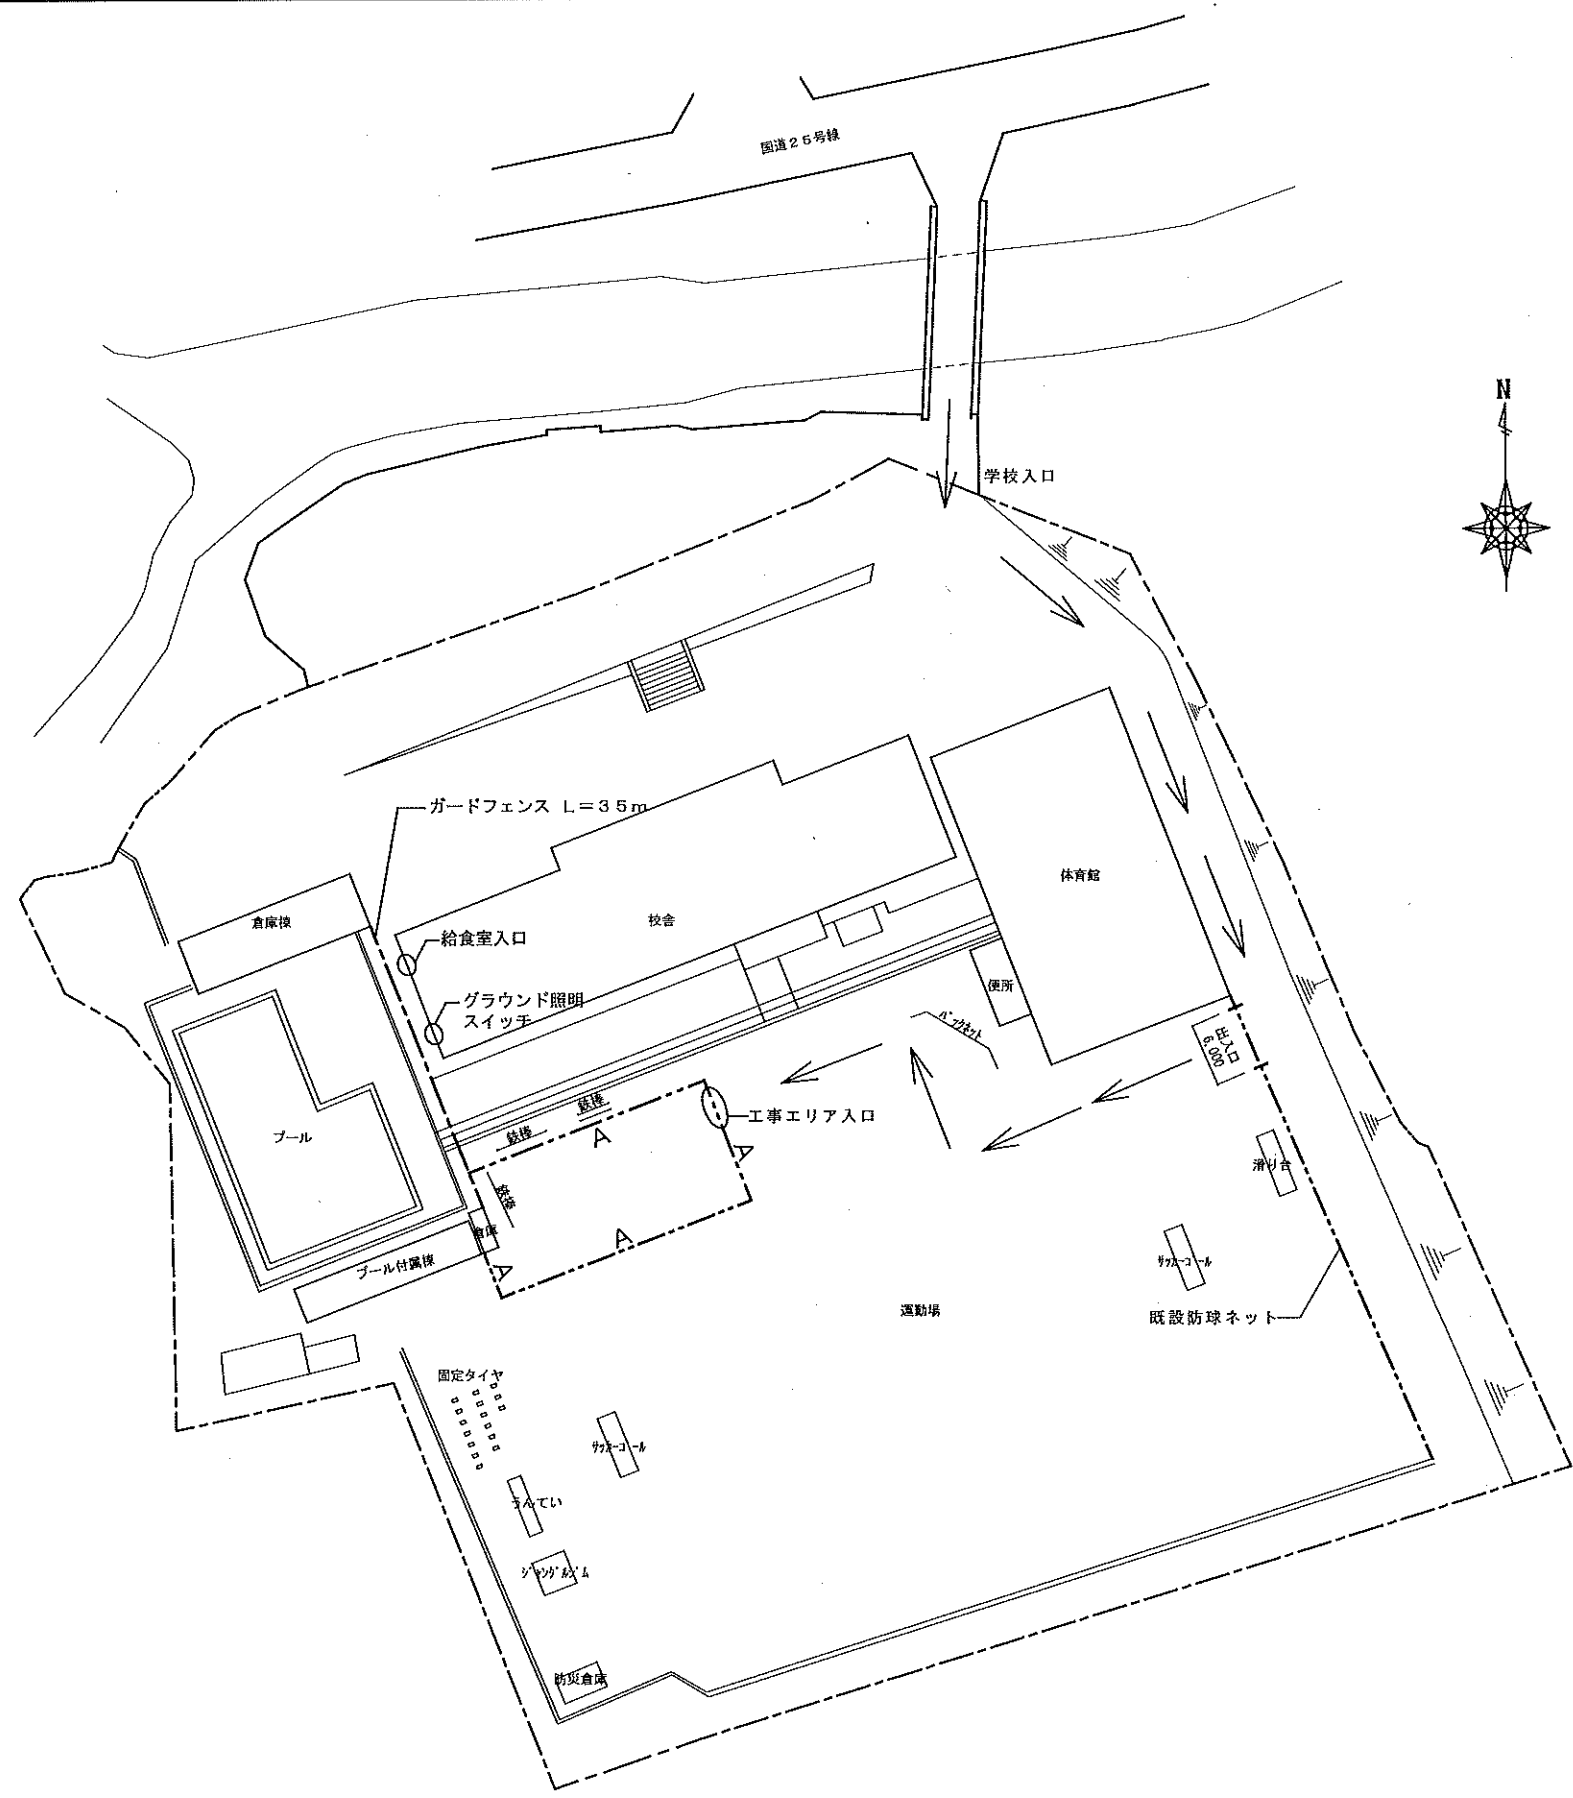 国道25号線
N
学校入口
ガードフェンス L=35m
体育館
倉庫棟
校舎
給食室入口
便所
グラウンド照明
スイッチ
バックネット
出入口
6.000
鉄棒
工事エリア入口
鉄棒
A
プール
A
滑り台
鉄棒
倉庫
A
サッカーゴール
プール付属棟
A
運動場
既設防球ネット
固定タイヤ
サッカーゴール
うんてい
ジャングルジム
防災倉庫